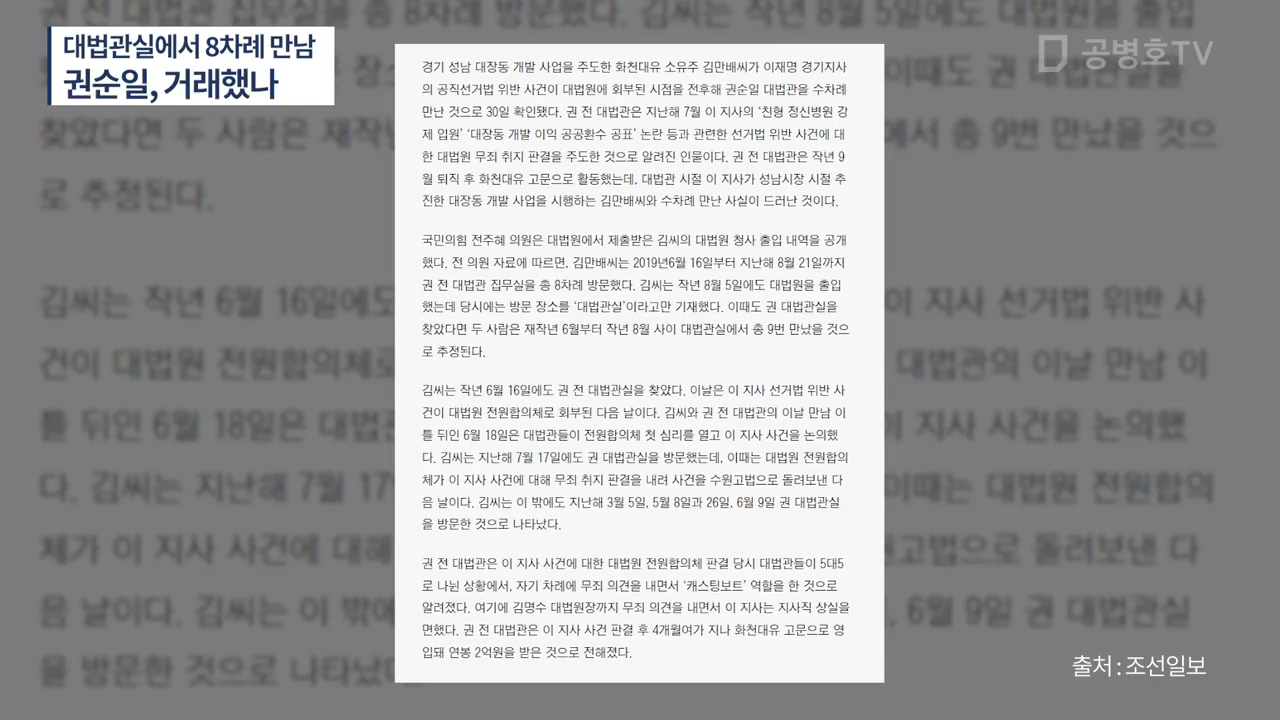 대법관실에서 8차례 만남
권순일, 거래했나
공병호TV
경기 성남 대장동 개발 사업을 주도한 화천대유 소유주 김만배씨가 이재명 경기지사
의 공직선거법 위반 사건이 대법원에 회부된 시점을 전후해 권순일 대법관을 수차례
만난 것으로 30일 확인됐다. 권 전 대법관은 지난해 7월 이 지사의 ‘친형 정신병원 강
제 입원’ ‘대장동 개발 이익 공공환수 공표’ 논란 등과 관련한 선거법 위반 사건에 대
한 대법원 무죄 취지 판결을 주도한 것으로 알려진 인물이다. 권 전 대법관은 작년 9
월 퇴직 후 화천대유 고문으로 활동했는데, 대법관 시절 이 지사가 성남시장 시절 추
진한 대장동 개발 사업을 시행하는 김만배씨와 수차례 만난 사실이 드러난 것이다.
국민의힘 전주혜 의원은 대법원에서 제출받은 김씨의 대법원 청사 출입 내역을 공개
했다. 전 의원 자료에 따르면, 김만배씨는 2019년6월 16일부터 지난해 8월 21일까지
권 전 대법관 집무실을 총 8차례 방문했다. 김씨는 작년 8월 5일에도 대법원을 출입
했는데 당시에는 방문 장소를 ‘대법관실’이라고만 기재했다. 이때도 권 대법관실을
찾았다면 두 사람은 재작년 6월부터 작년 8월 사이 대법관실에서 총 9번 만났을 것으
로 추정된다.
김씨는 작년 6월 16일에도 권 전 대법관실을 찾았다. 이날은 이 지사 선거법 위반 사
건이 대법원 전원합의체로 회부된 다음 날이다. 김씨와 권 전 대법관의 이날 만남 이
틀 뒤인 6월 18일은 대법관들이 전원합의체 첫 심리를 열고 이 지사 사건을 논의했
다. 김씨는 지난해 7월 17일에도 권 대법관실을 방문했는데, 이때는 대법원 전원합의
체가 이 지사 사건에 대해 무죄 취지 판결을 내려 사건을 수원고법으로 돌려보낸 다
음 날이다. 김씨는 이 밖에도 지난해 3월 5일, 5월 8일과 26일, 6월 9일 권 대법관실
을 방문한 것으로 나타났다.
권 전 대법관은 이 지사 사건에 대한 대법원 전원합의체 판결 당시 대법관들이 5대5
로 나뉜 상황에서, 자기 차례에 무죄 의견을 내면서 ‘캐스팅보트’ 역할을 한 것으로
알려졌다. 여기에 김명수 대법원장까지 무죄 의견을 내면서 이 지사는 지사직 상실을
면했다. 권 전 대법관은 이 지사 사건 판결 후 4개월여가 지나 화천대유 고문으로 영
입돼 연봉 2억원을 받은 것으로 전해졌다.
출처 : 조선일보